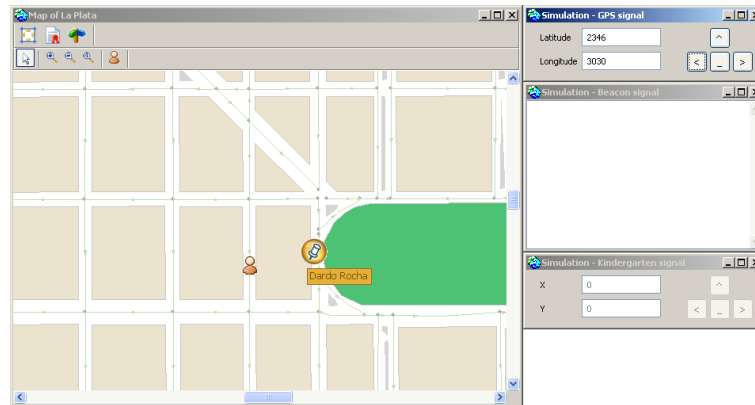 Map of La Plata
Dardo Rocha
Simulation - GPS signal
Latitude 2346 ^
Longitude 3030 < _ >
Simulation - Beacon signal
Simulation - Kindergarten signal
X 0 ^
Y 0 < _ >